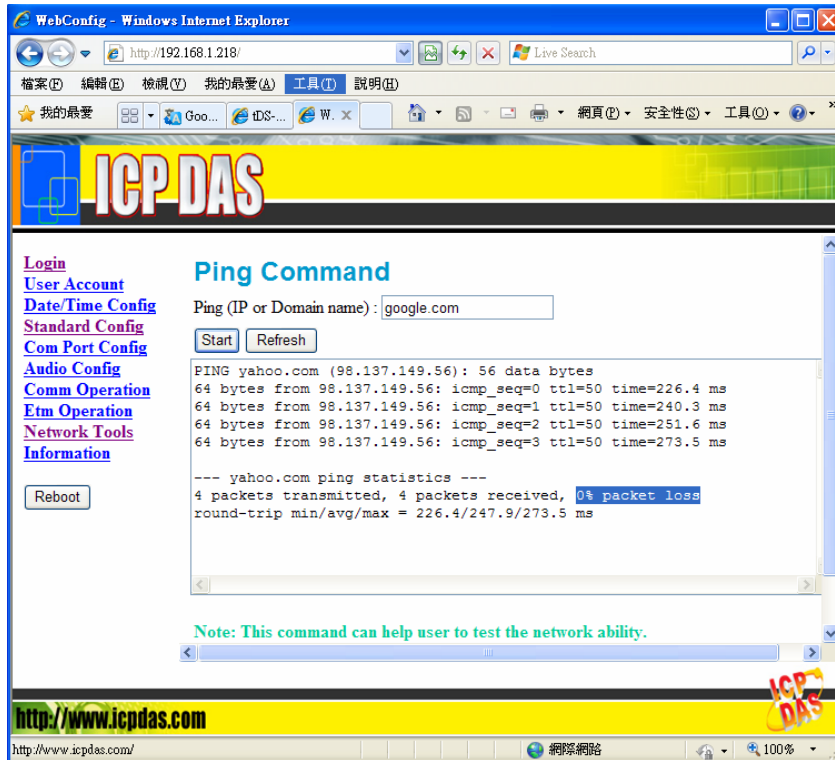 WebConfig - Windows Internet Explorer
http://192.168.1.218/
Live Search
檔案(F) 編輯(E) 檢視(V) 我的最愛(A) 工具(T) 說明(H)
我的最愛 Goo... tDS-... W. 網頁(P) 安全性(S) 工具(O)
ICP DAS
Login
User Account
Date/Time Config
Standard Config
Com Port Config
Audio Config
Comm Operation
Etm Operation
Network Tools
Information
Reboot
Ping Command
Ping (IP or Domain name) : google.com
Start Refresh
PING yahoo.com (98.137.149.56): 56 data bytes
64 bytes from 98.137.149.56: icmp_seq=0 ttl=50 time=226.4 ms
64 bytes from 98.137.149.56: icmp_seq=1 ttl=50 time=240.3 ms
64 bytes from 98.137.149.56: icmp_seq=2 ttl=50 time=251.6 ms
64 bytes from 98.137.149.56: icmp_seq=3 ttl=50 time=273.5 ms
--- yahoo.com ping statistics ---
4 packets transmitted, 4 packets received, 0% packet loss
round-trip min/avg/max = 226.4/247.9/273.5 ms
Note: This command can help user to test the network ability.
http://www.icpdas.com
ICP DAS
http://www.icpdas.com/ 網際網路 100%